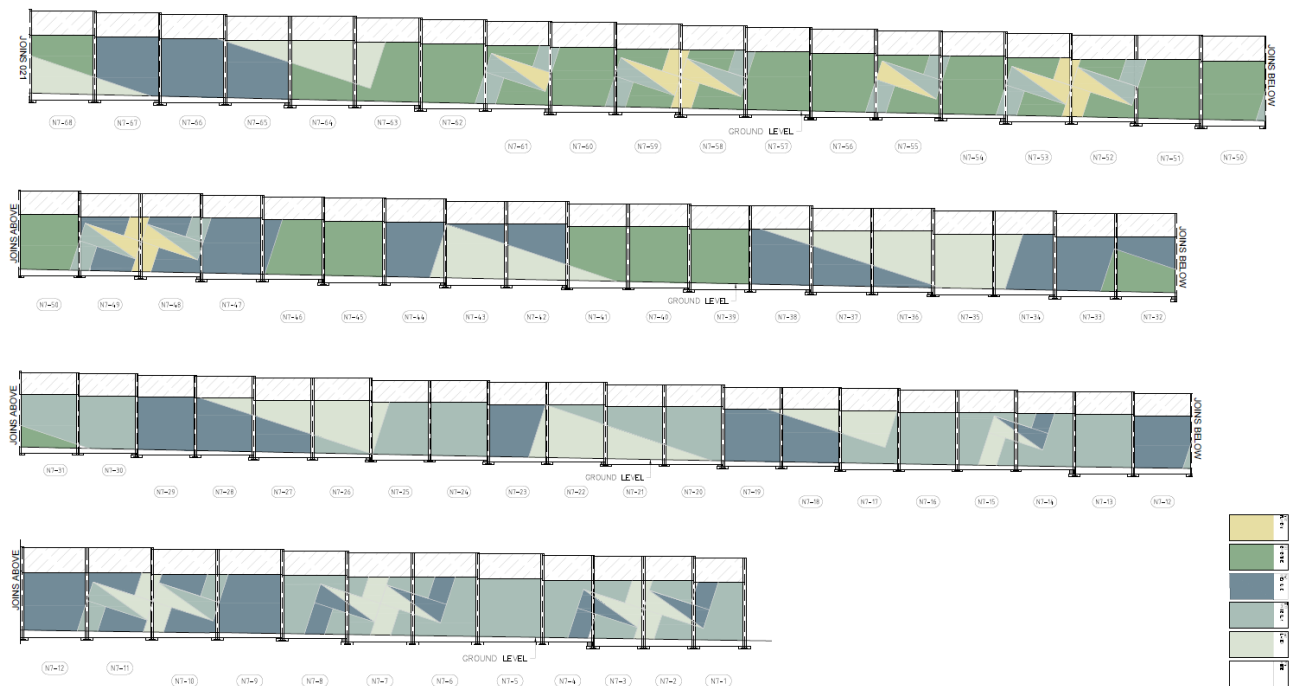 JOINS 021
JOINS BELOW
N7-68
N7-67
N7-66
N7-65
N7-64
N7-63
N7-62
N7-61
N7-60
N7-59
N7-58
N7-57
N7-56
N7-55
N7-54
N7-53
N7-52
N7-51
N7-50
GROUND LEVEL
JOINS ABOVE
JOINS BELOW
N7-50
N7-49
N7-48
N7-47
N7-46
N7-45
N7-44
N7-43
N7-42
N7-41
N7-40
N7-39
N7-38
N7-37
N7-36
N7-35
N7-34
N7-33
N7-32
GROUND LEVEL
JOINS ABOVE
JOINS BELOW
N7-31
N7-30
N7-29
N7-28
N7-27
N7-26
N7-25
N7-24
N7-23
N7-22
N7-21
N7-20
N7-19
N7-18
N7-17
N7-16
N7-15
N7-14
N7-13
N7-12
GROUND LEVEL
JOINS ABOVE
N7-12
N7-11
N7-10
N7-9
N7-8
N7-7
N7-6
N7-5
N7-4
N7-3
N7-2
N7-1
GROUND LEVEL